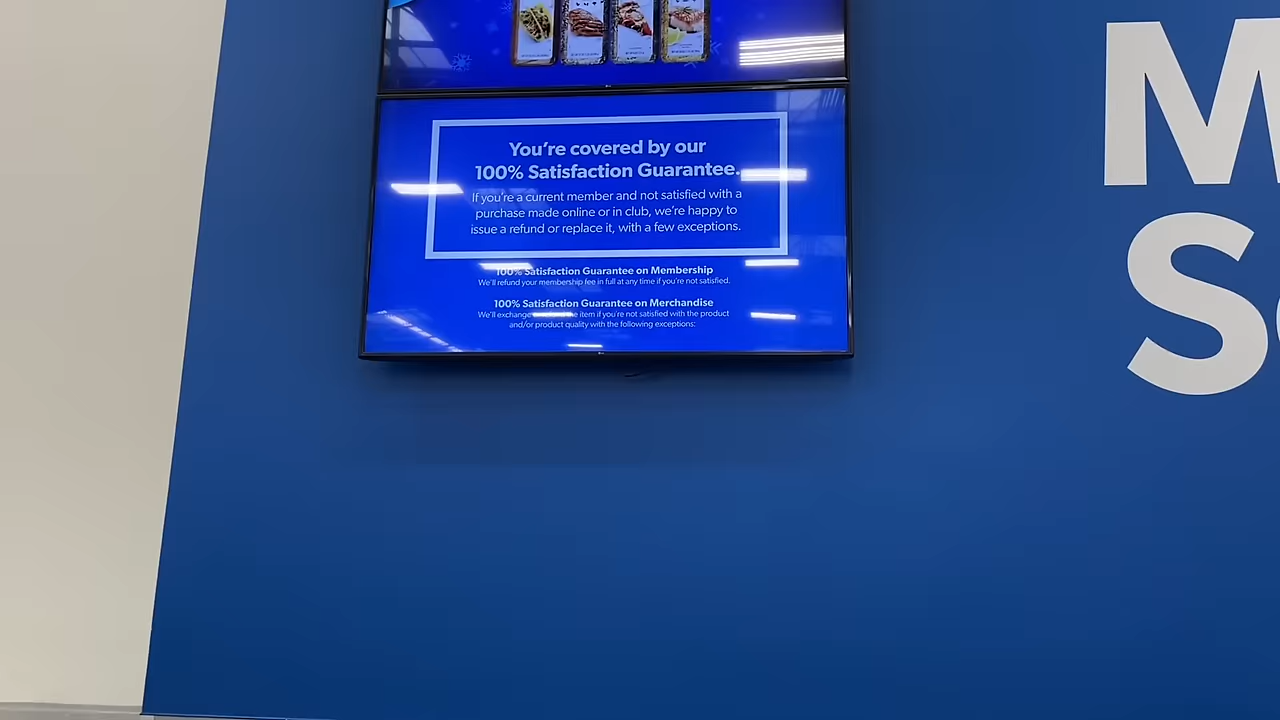 You're covered by our
100% Satisfaction Guarantee.
If you're a current member and not satisfied with a
purchase made online or in club, we're happy to
issue a refund or replace it, with a few exceptions.
100% Satisfaction Guarantee on Membership
We'll refund your membership fee in full at any time if you're not satisfied.
100% Satisfaction Guarantee on Merchandise
We'll exchange the item if you're not satisfied with the product
and/or product quality with the following exceptions:
M
S